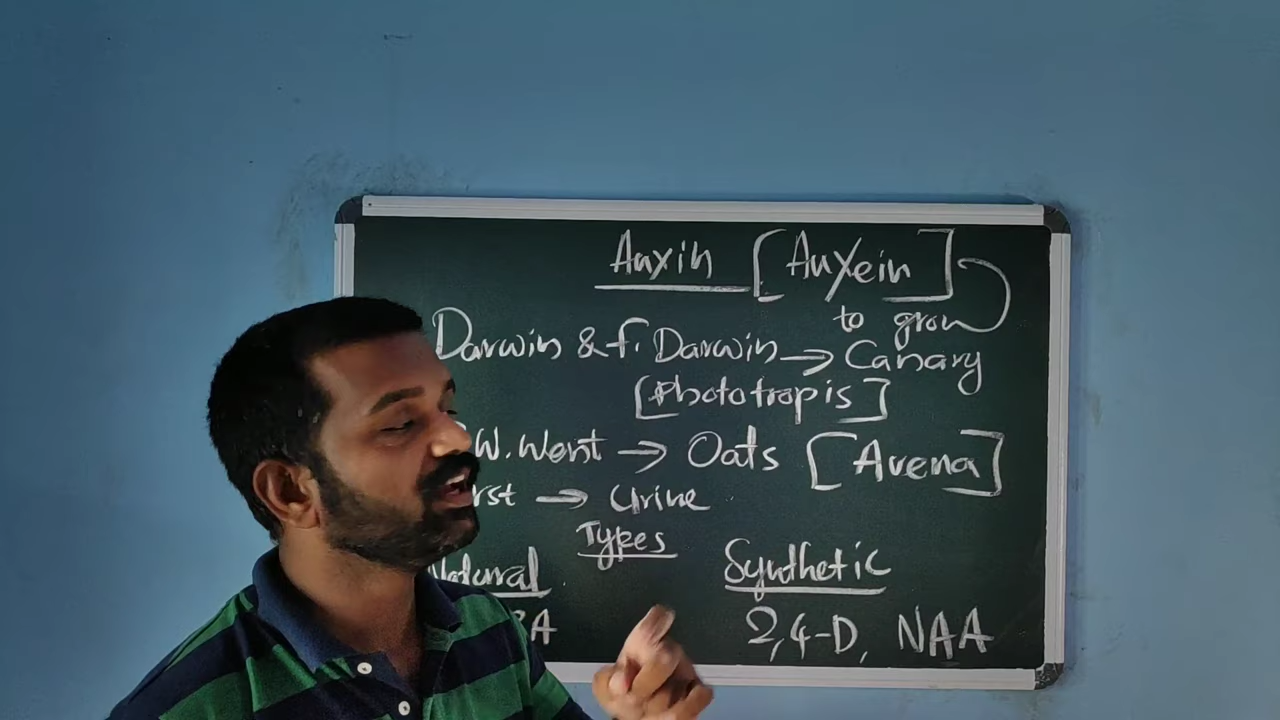 Auxin [Auxein]
to grow
Darwin & F. Darwin → Canary
[Phototropis]
W. Went → Oats [Avena]
rst → Urine
Types
Natural Synthetic
A 2,4-D, NAA